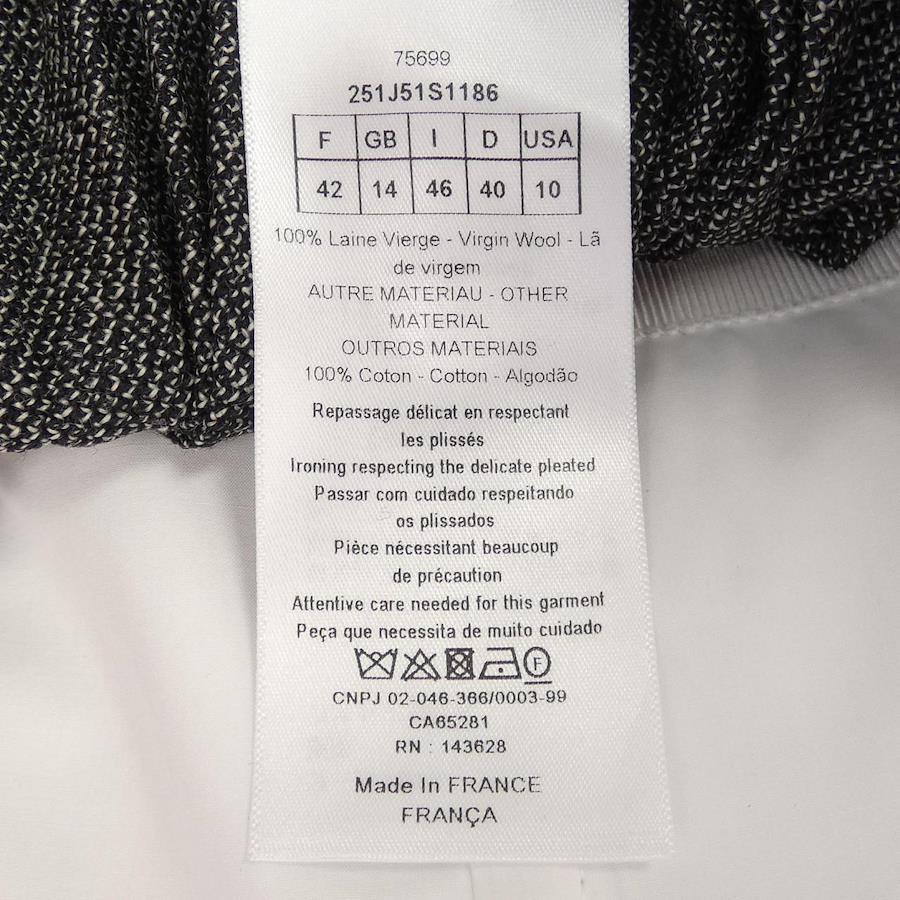 75699
251J51S1186
F GB I D USA
42 14 46 40 10
100% Laine Vierge - Virgin Wool - Lã
de virgem
AUTRE MATERIAU - OTHER
MATERIAL
OUTROS MATERIAIS
100% Coton - Cotton - Algodão
Repassage délicat en respectant
les plissés
Ironing respecting the delicate pleated
Passar com cuidado respeitando
os plissados
Pièce nécessitant beaucoup
de précaution
Attentive care needed for this garment
Peça que necessita de muito cuidado
F
CNPJ 02-046-366/0003-99
CA65281
RN : 143628
Made In FRANCE
FRANÇA